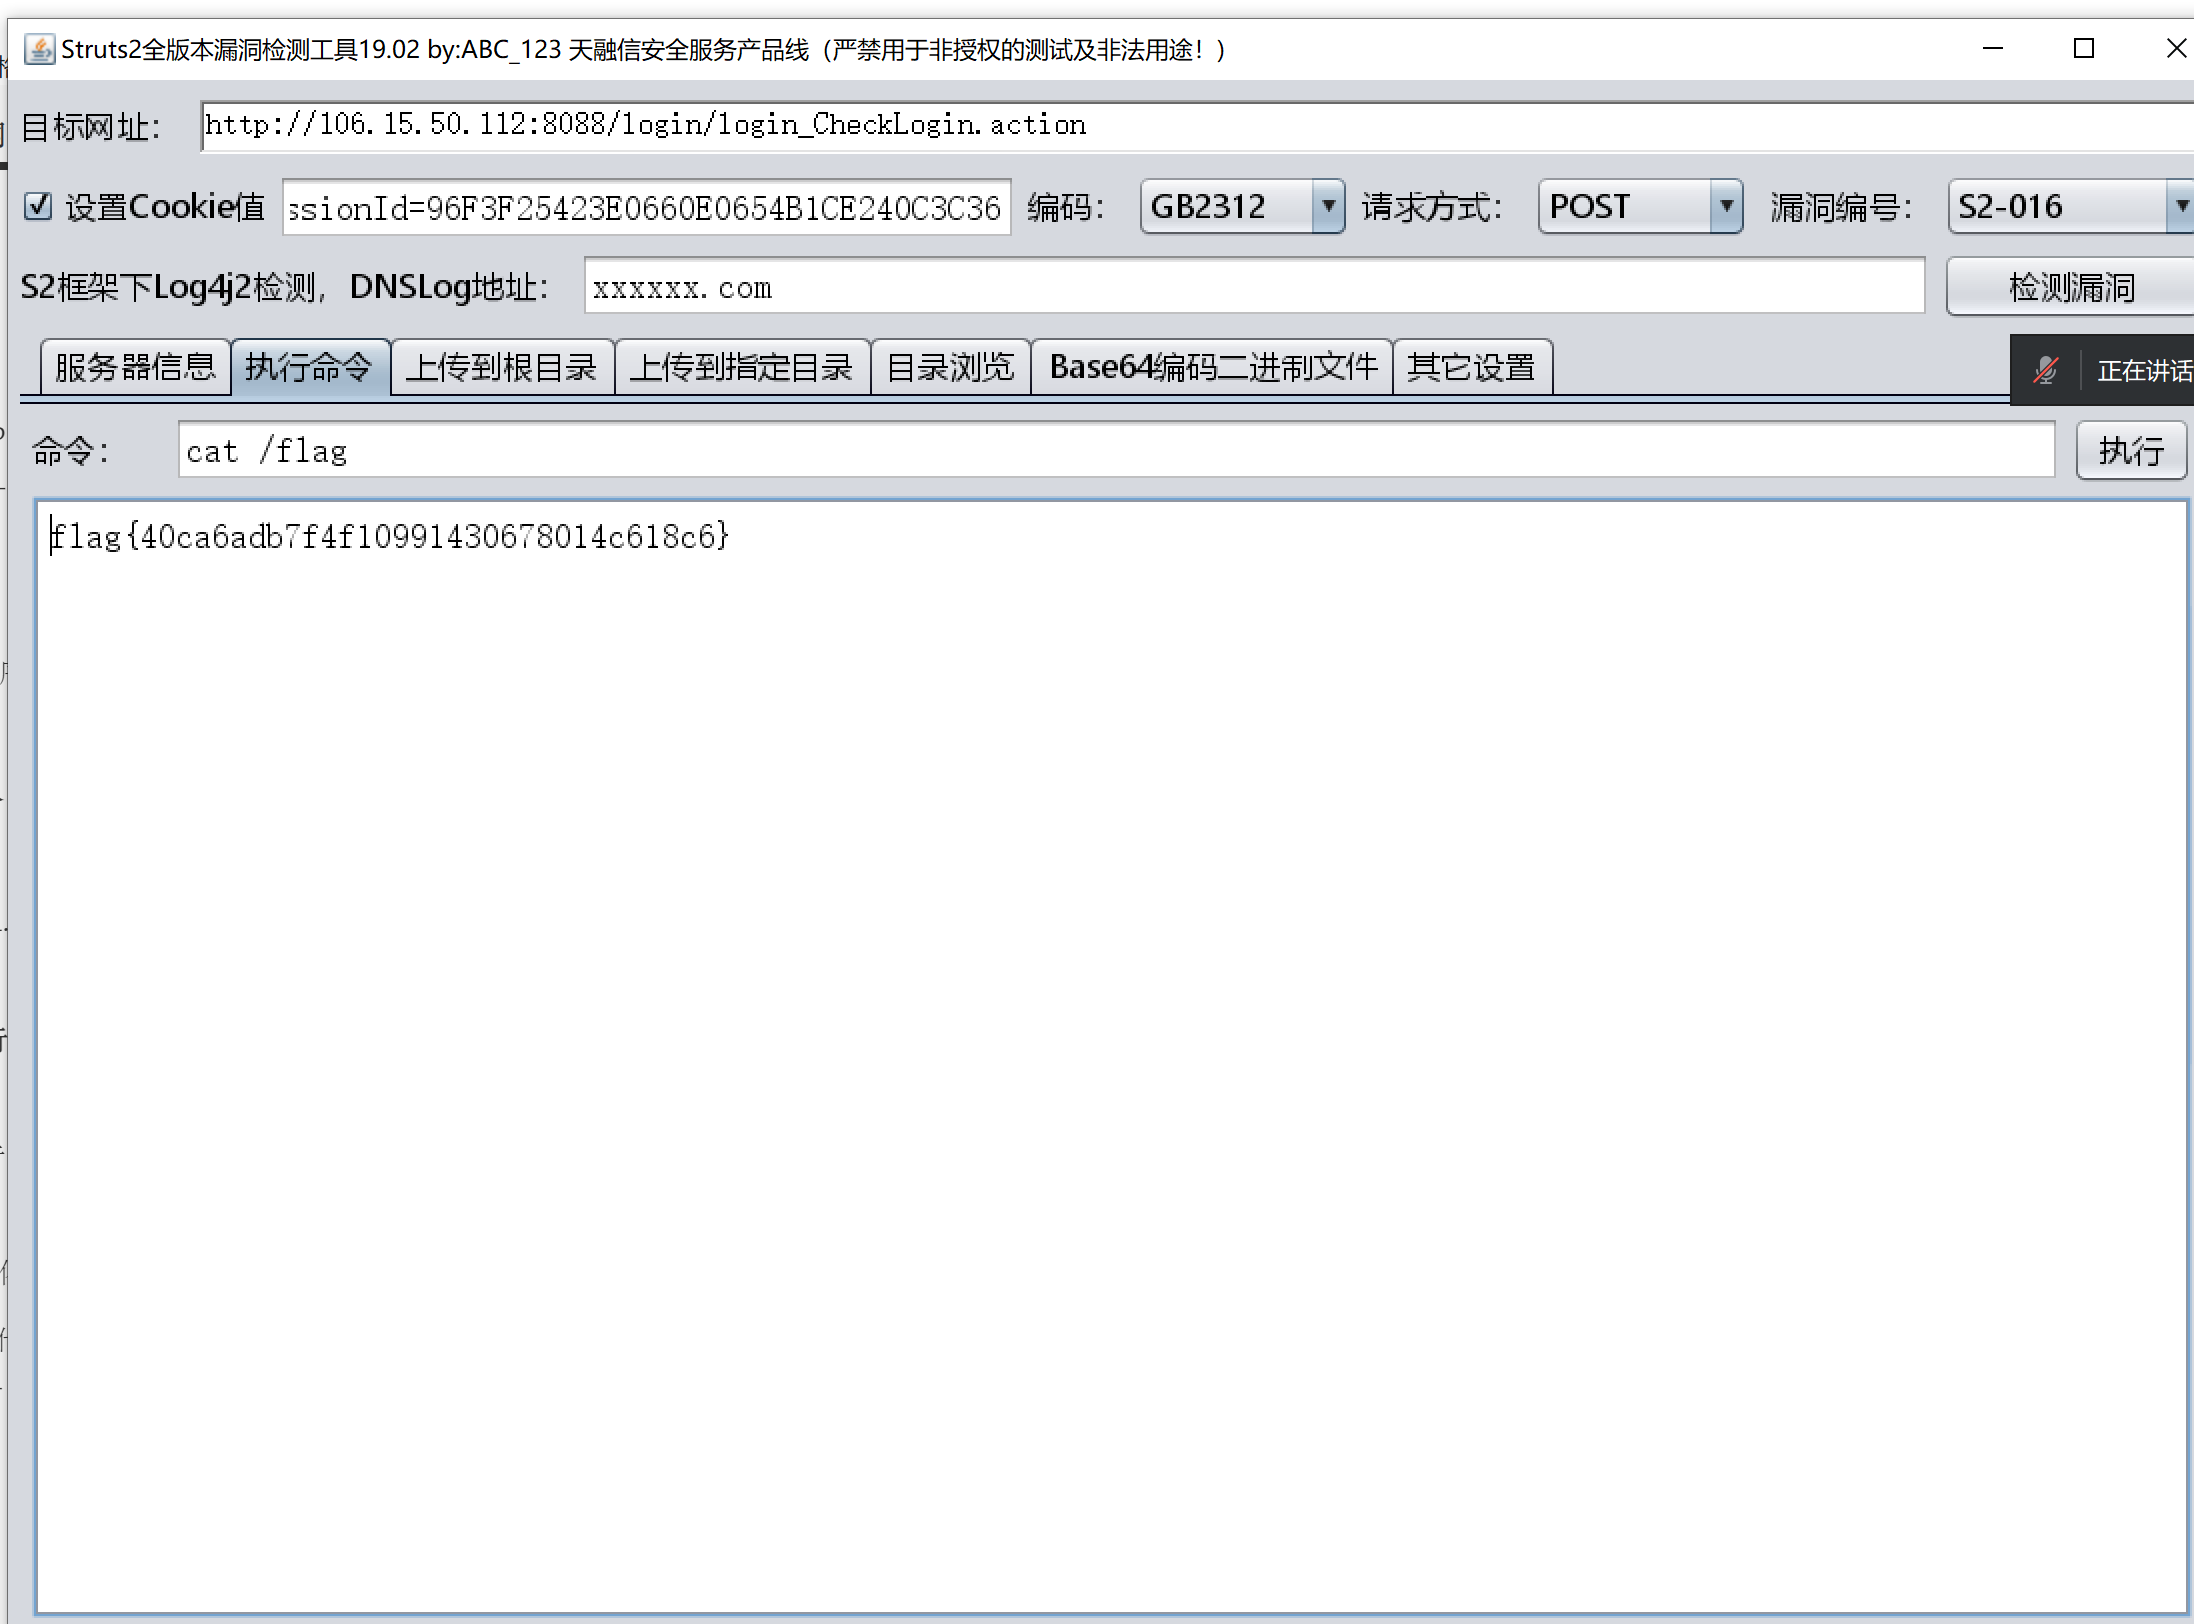 Struts2全版本漏洞检测工具19.02 by:ABC_123 天融信安全服务产品线（严禁用于非授权的测试及非法用途！）
目标网址： http://106.15.50.112:8088/login/login_CheckLogin.action
设置Cookie值 ssionId=96F3F25423E0660E0654B1CE240C3C36 编码： GB2312 请求方式： POST 漏洞编号： S2-016
S2框架下Log4j2检测，DNSLog地址： xxxxxx.com 检测漏洞
服务器信息 执行命令 上传到根目录 上传到指定目录 目录浏览 Base64编码二进制文件 其它设置
正在讲话
命令： cat /flag 执行
flag{40ca6adb7f4f10991430678014c618c6}